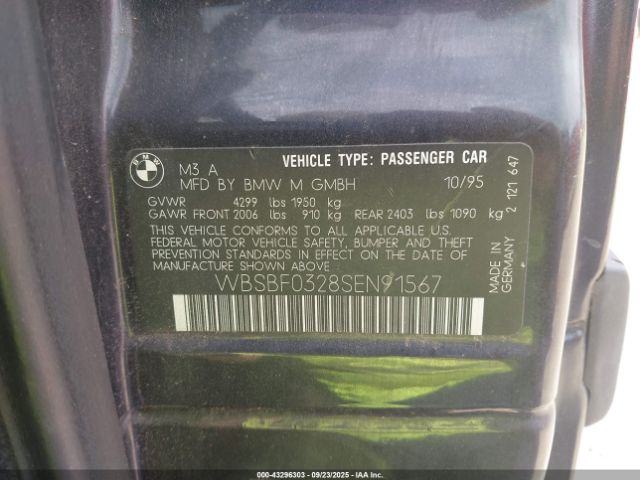 BMW
M3 A
VEHICLE TYPE: PASSENGER CAR
MFD BY BMW M GMBH 10/95
GVWR 4299 lbs 1950 kg
GAWR FRONT 2006 lbs 910 kg REAR 2403 lbs 1090 kg
THIS VEHICLE CONFORMS TO ALL APPLICABLE U.S.
FEDERAL MOTOR VEHICLE SAFETY, BUMPER AND THEFT
PREVENTION STANDARDS IN EFFECT ON THE DATE OF
MANUFACTURE SHOWN ABOVE.
WBSBF0328SEN91567
2 121 647
MADE IN
GERMANY
000-43296303 - 09/23/2025 - IAAI.COM